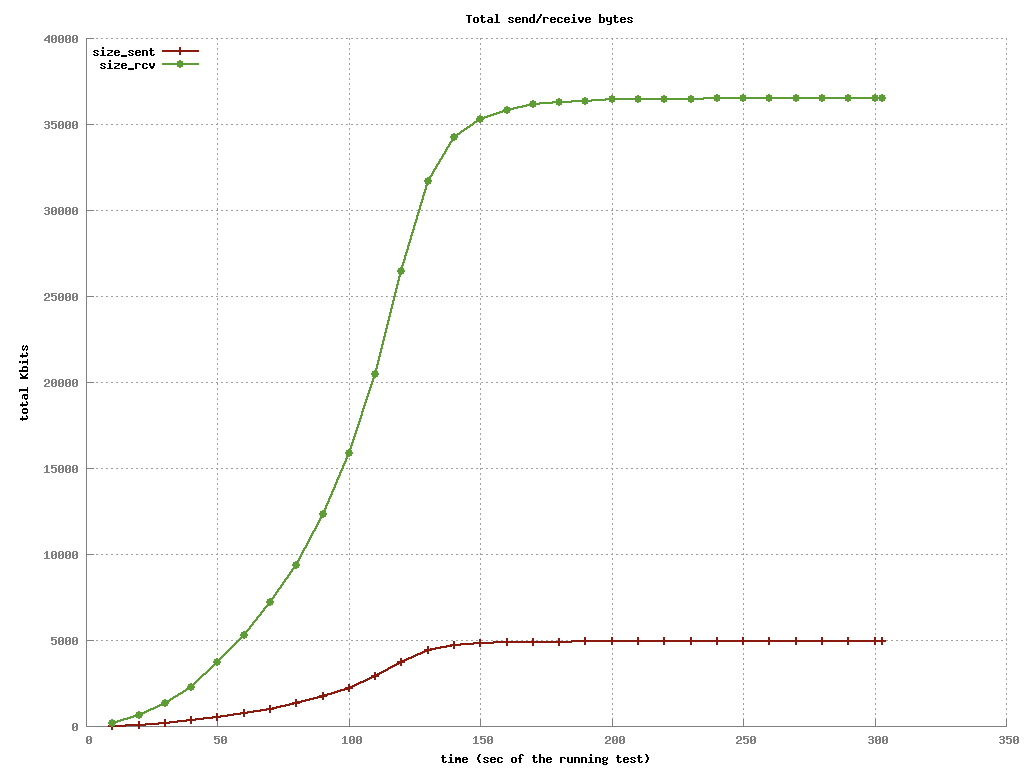 Total send/receive bytes
40000
size_sent
size_rcv
35000
30000
25000
total Kbits
20000
15000
10000
5000
0
0 50 100 150 200 250 300 350
time (sec of the running test)